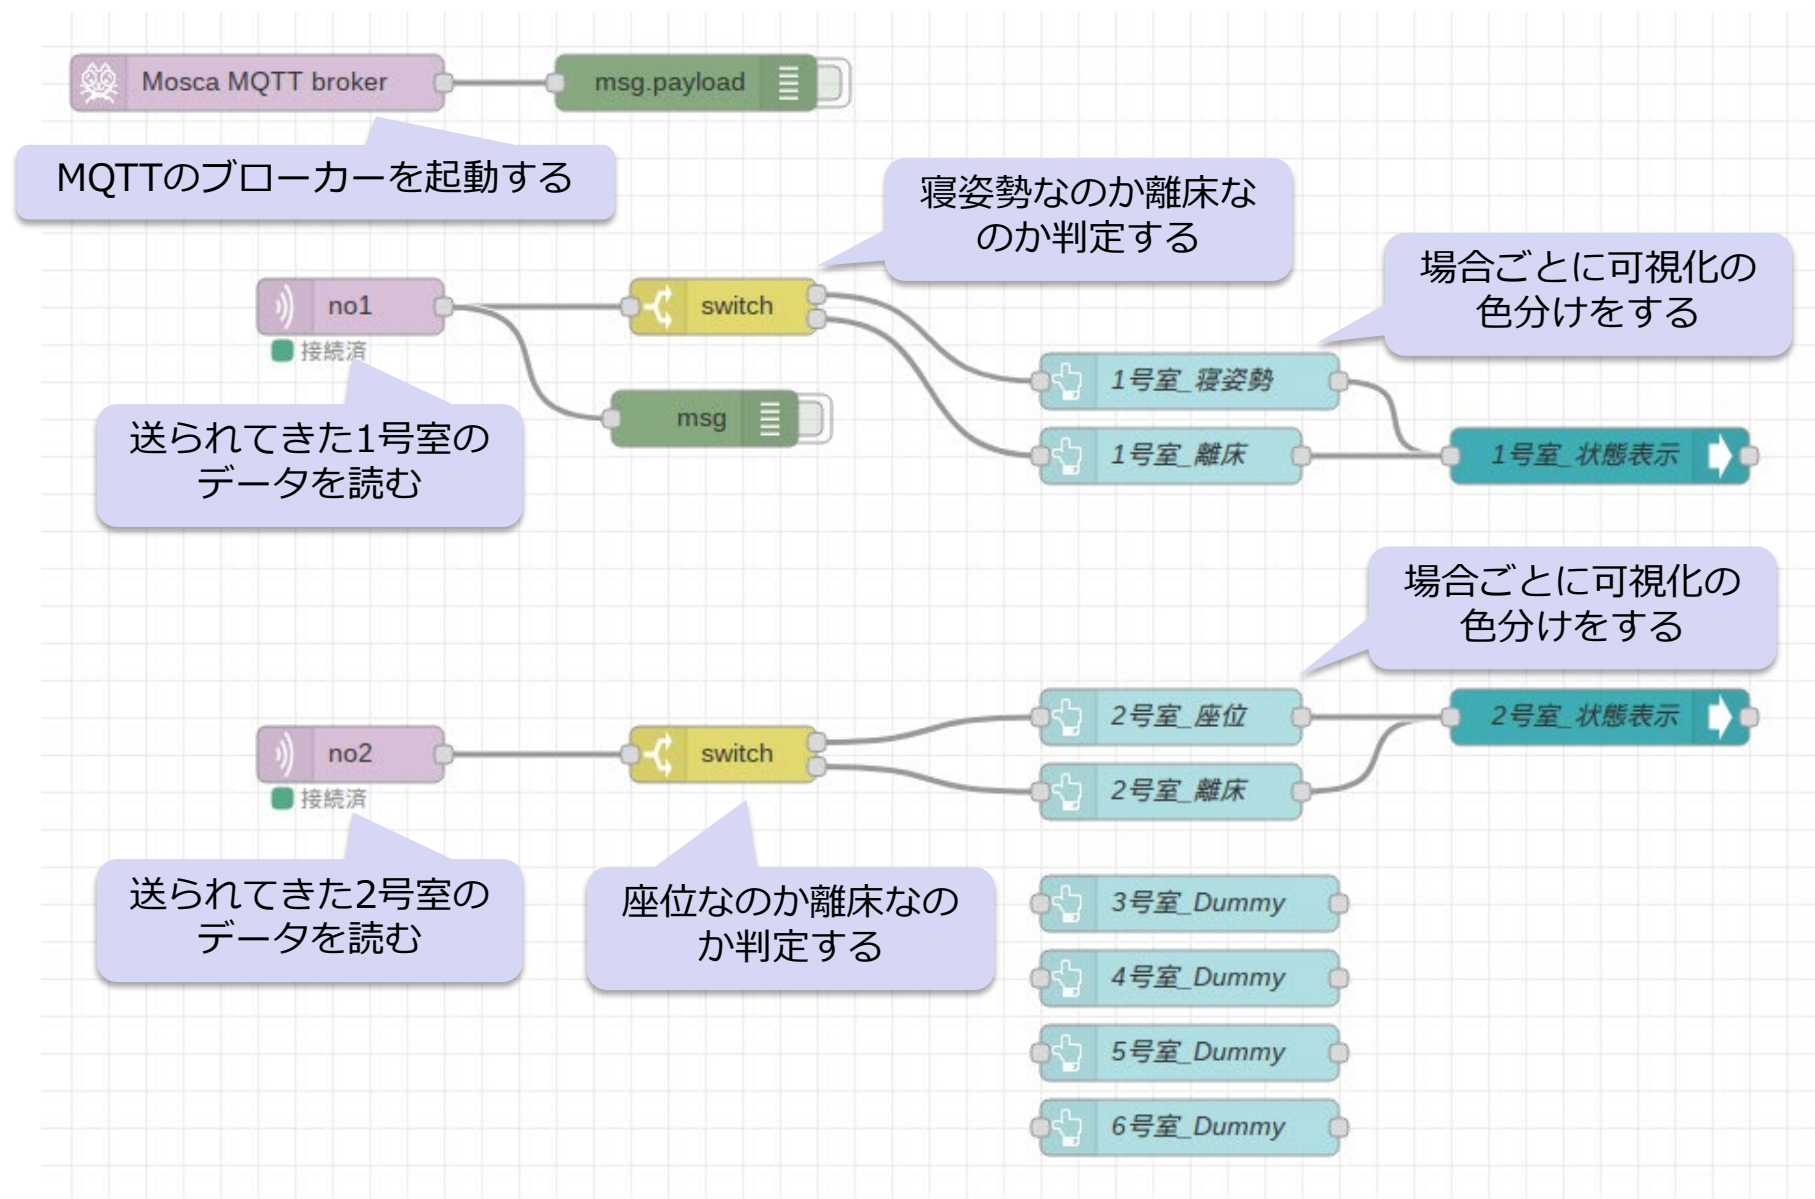 Mosca MQTT broker
msg.payload
MQTTのブローカーを起動する
寝姿勢なのか離床な
のか判定する
場合ごとに可視化の
色分けをする
no1
接続済
switch
msg
1号室_寝姿勢
1号室_離床
1号室_状態表示
送られてきた1号室の
データを読む
場合ごとに可視化の
色分けをする
no2
接続済
switch
2号室_座位
2号室_離床
2号室_状態表示
送られてきた2号室の
データを読む
座位なのか離床なの
か判定する
3号室_Dummy
4号室_Dummy
5号室_Dummy
6号室_Dummy